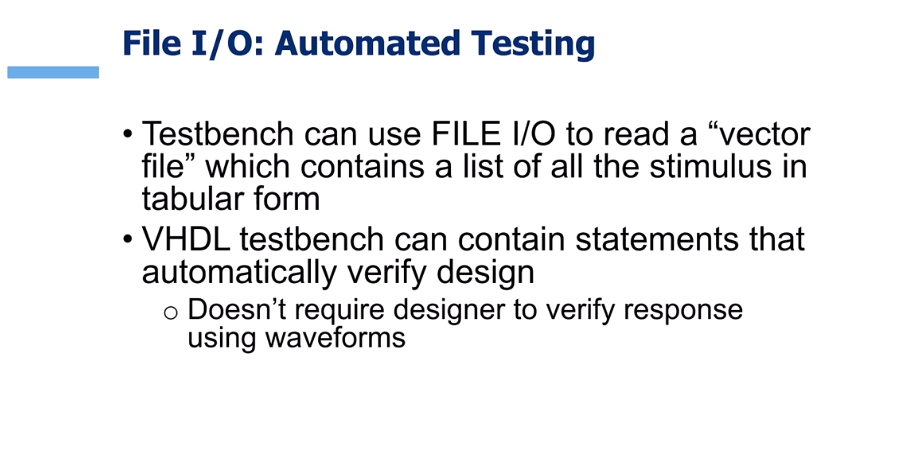 File I/O: Automated Testing
• Testbench can use FILE I/O to read a “vector
file” which contains a list of all the stimulus in
tabular form
• VHDL testbench can contain statements that
automatically verify design
o Doesn’t require designer to verify response
using waveforms